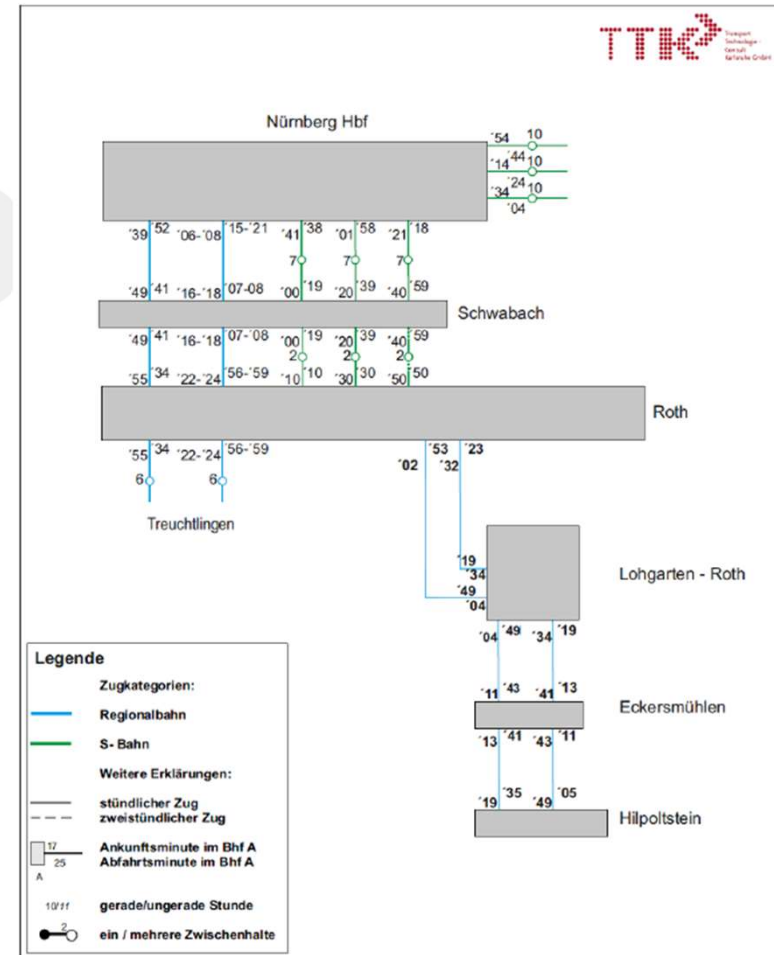 TTK
Transport
Technologie-
Consult
Karlsruhe GmbH
Nürnberg Hbf
´54 10
´44
´14 10
´24
´34 10
´04
´39 ´52 ´06-´08 ´15-´21 ´41 ´38 ´01 ´58 ´21 ´18
7 7 7
´49 ´41 ´16-´18 ´07-08 ´00 ´19 ´20 ´39 ´40 ´59
Schwabach
´49 ´41 ´16-´18 ´07-´08 ´00 ´19 ´20 ´39 ´40 ´59
2 2 2
´55 ´34 ´22-´24 ´56-´59 ´10 ´10 ´30 ´30 ´50 ´50
Roth
´55 ´34 ´22-´24 ´56-´59 ´02 ´53 ´32 ´23
6 6
Treuchtlingen
´19
´34
´49
´04
Lohgarten - Roth
´04 ´49 ´34 ´19
´11 ´43 ´41 ´13
Eckersmühlen
´13 ´41 ´43 ´11
´19 ´35 ´49 ´05
Hilpoltstein
Legende
Zugkategorien:
Regionalbahn
S- Bahn
Weitere Erklärungen:
stündlicher Zug
zweistündlicher Zug
17 Ankunftsminute im Bhf A
25 Abfahrtsminute im Bhf A
A
10/11 gerade/ungerade Stunde
2 ein / mehrere Zwischenhalte